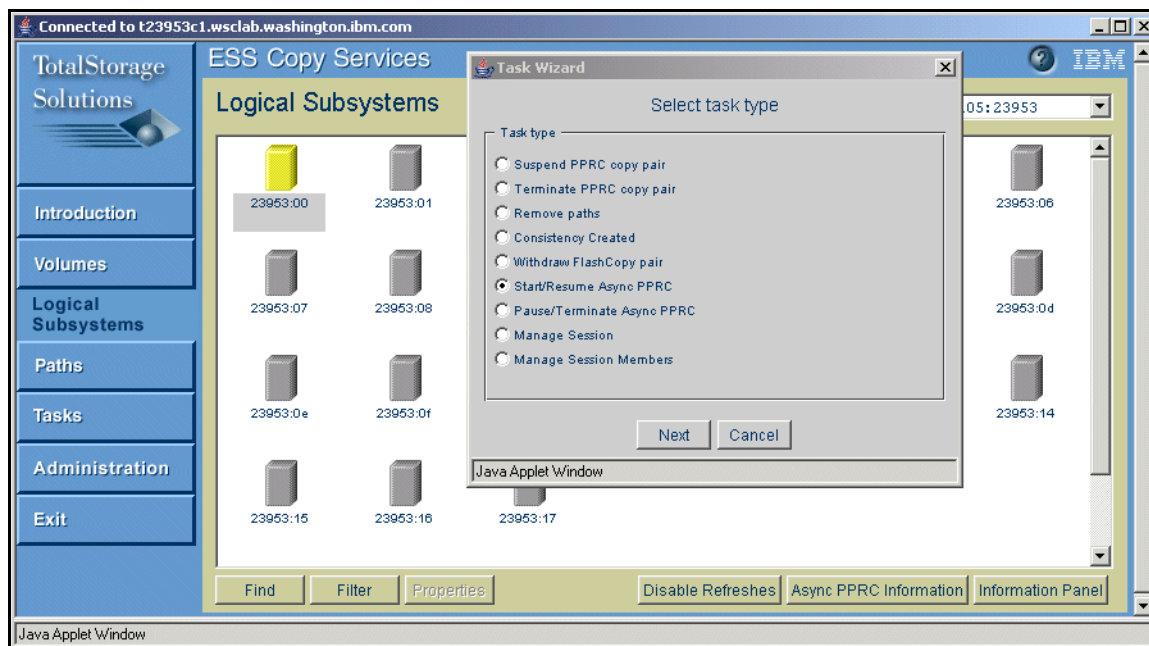 Connected to t23953c1.wsclab.washington.ibm.com
TotalStorage
Solutions
ESS Copy Services
IBM
Logical Subsystems
.05:23953
Introduction
Volumes
Logical
Subsystems
Paths
Tasks
Administration
Exit
23953:00
23953:01
23953:06
23953:07
23953:08
23953:0d
23953:0e
23953:0f
23953:14
23953:15
23953:16
23953:17
Task Wizard
Select task type
Task type
Suspend PPRC copy pair
Terminate PPRC copy pair
Remove paths
Consistency Created
Withdraw FlashCopy pair
Start/Resume Async PPRC
Pause/Terminate Async PPRC
Manage Session
Manage Session Members
Next
Cancel
Java Applet Window
Find
Filter
Properties
Disable Refreshes
Async PPRC Information
Information Panel
Java Applet Window